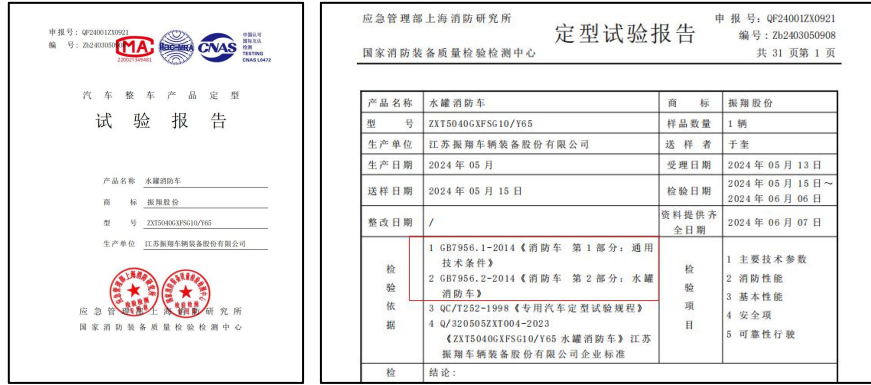 申报号: QF24001ZX0921
编 号: Zb2403050908
MA
220021349481
ilac-MRA
CNAS
中国认可
国际互认
检测
TESTING
CNAS L0472
汽车整车产品定型
试验报告
产品名称 水罐消防车
商 标 振翔股份
型 号 ZXT5040GXFSG10/Y65
生产单位 江苏振翔车辆装备股份有限公司
应急管理部上海消防研究所
国家消防装备质量检验检测中心
应急管理部上海消防研究所
国家消防装备质量检验检测中心
定型试验报告
申 报 号: QF24001ZX0921
编号: Zb2403050908
共 31 页第 1 页
产品名称 水罐消防车 商 标 振翔股份
型 号 ZXT5040GXFSG10/Y65 样品数量 1 辆
生产单位 江苏振翔车辆装备股份有限公司 送 样 者 于奎
生产日期 2024 年 05 月 受理日期 2024 年 05 月 13 日
送样日期 2024 年 05 月 15 日 检验日期 2024 年 05 月 15 日~
2024 年 06 月 06 日
整改日期 / 资料提供齐全日期 2024 年 06 月 07 日
检验依据
1 GB7956.1-2014《消防车 第 1 部分: 通用
技术条件》
2 GB7956.2-2014《消防车 第 2 部分: 水罐
消防车》
3 QC/T252-1998《专用汽车定型试验规程》
4 Q/320505ZXT004-2023
《ZXT5040GXFSG10/Y65 水罐消防车》江苏
振翔车辆装备股份有限公司企业标准
检验项目
1 主要技术参数
2 消防性能
3 基本性能
4 安全项
5 可靠性行驶
检 结论: